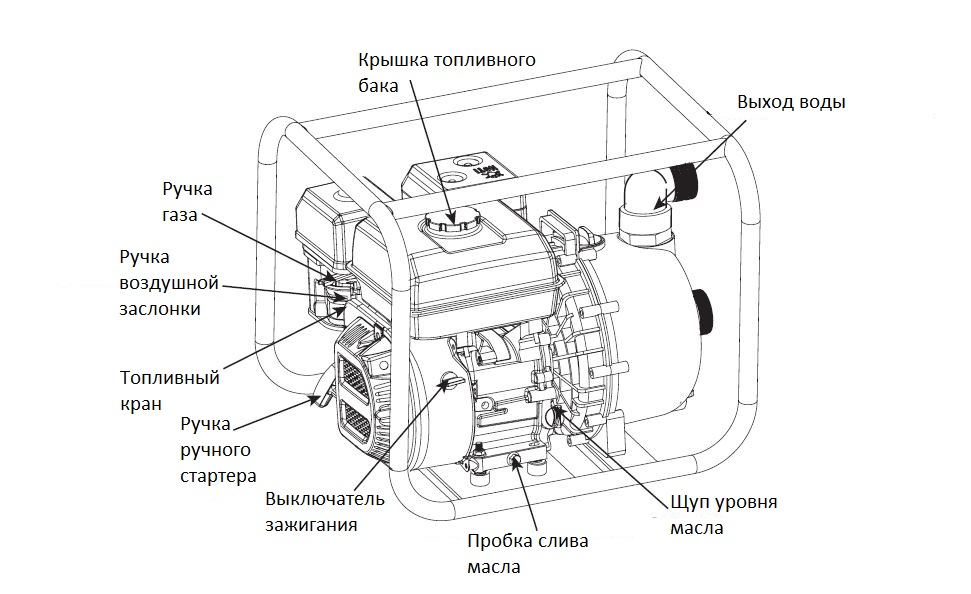 Крышка топливного
бака
Выход воды
Ручка
газа
Ручка
воздушной
заслонки
Топливный
кран
Ручка
ручного
стартера
Выключатель
зажигания
Пробка слива
масла
Щуп уровня
масла